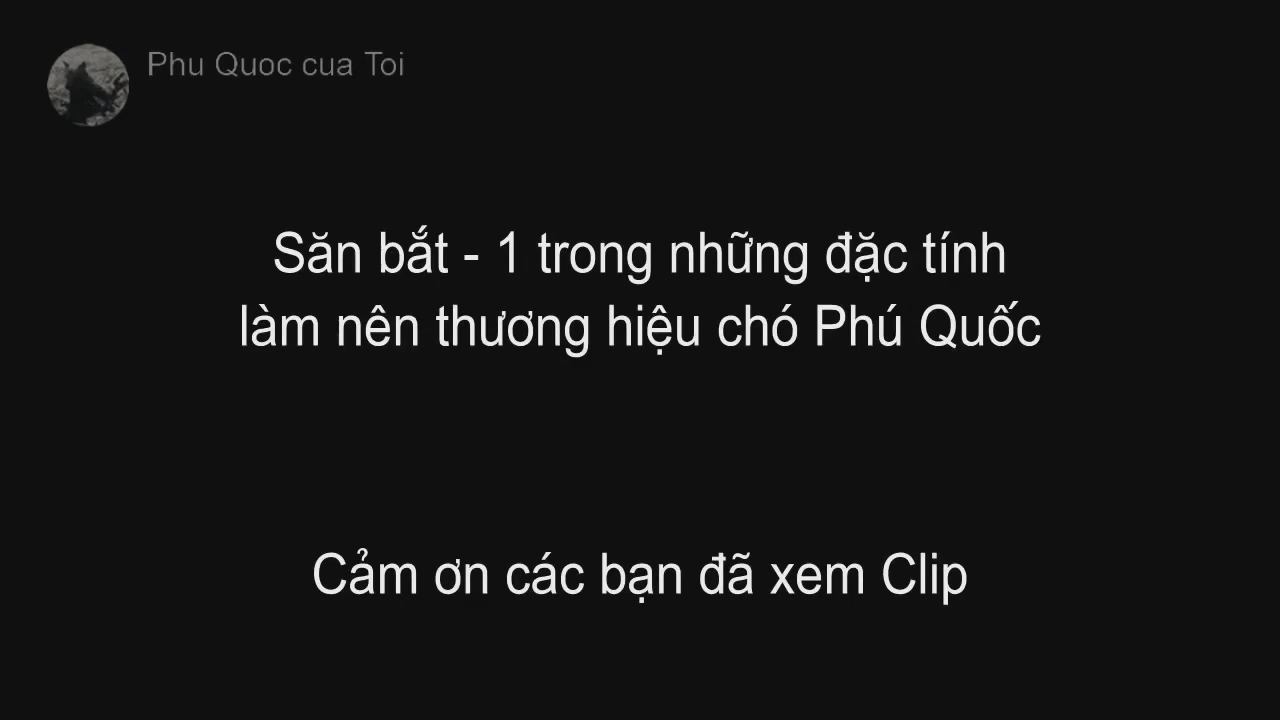 Phu Quoc cua Toi
Săn bắt - 1 trong những đặc tính
làm nên thương hiệu chó Phú Quốc
Cảm ơn các bạn đã xem Clip